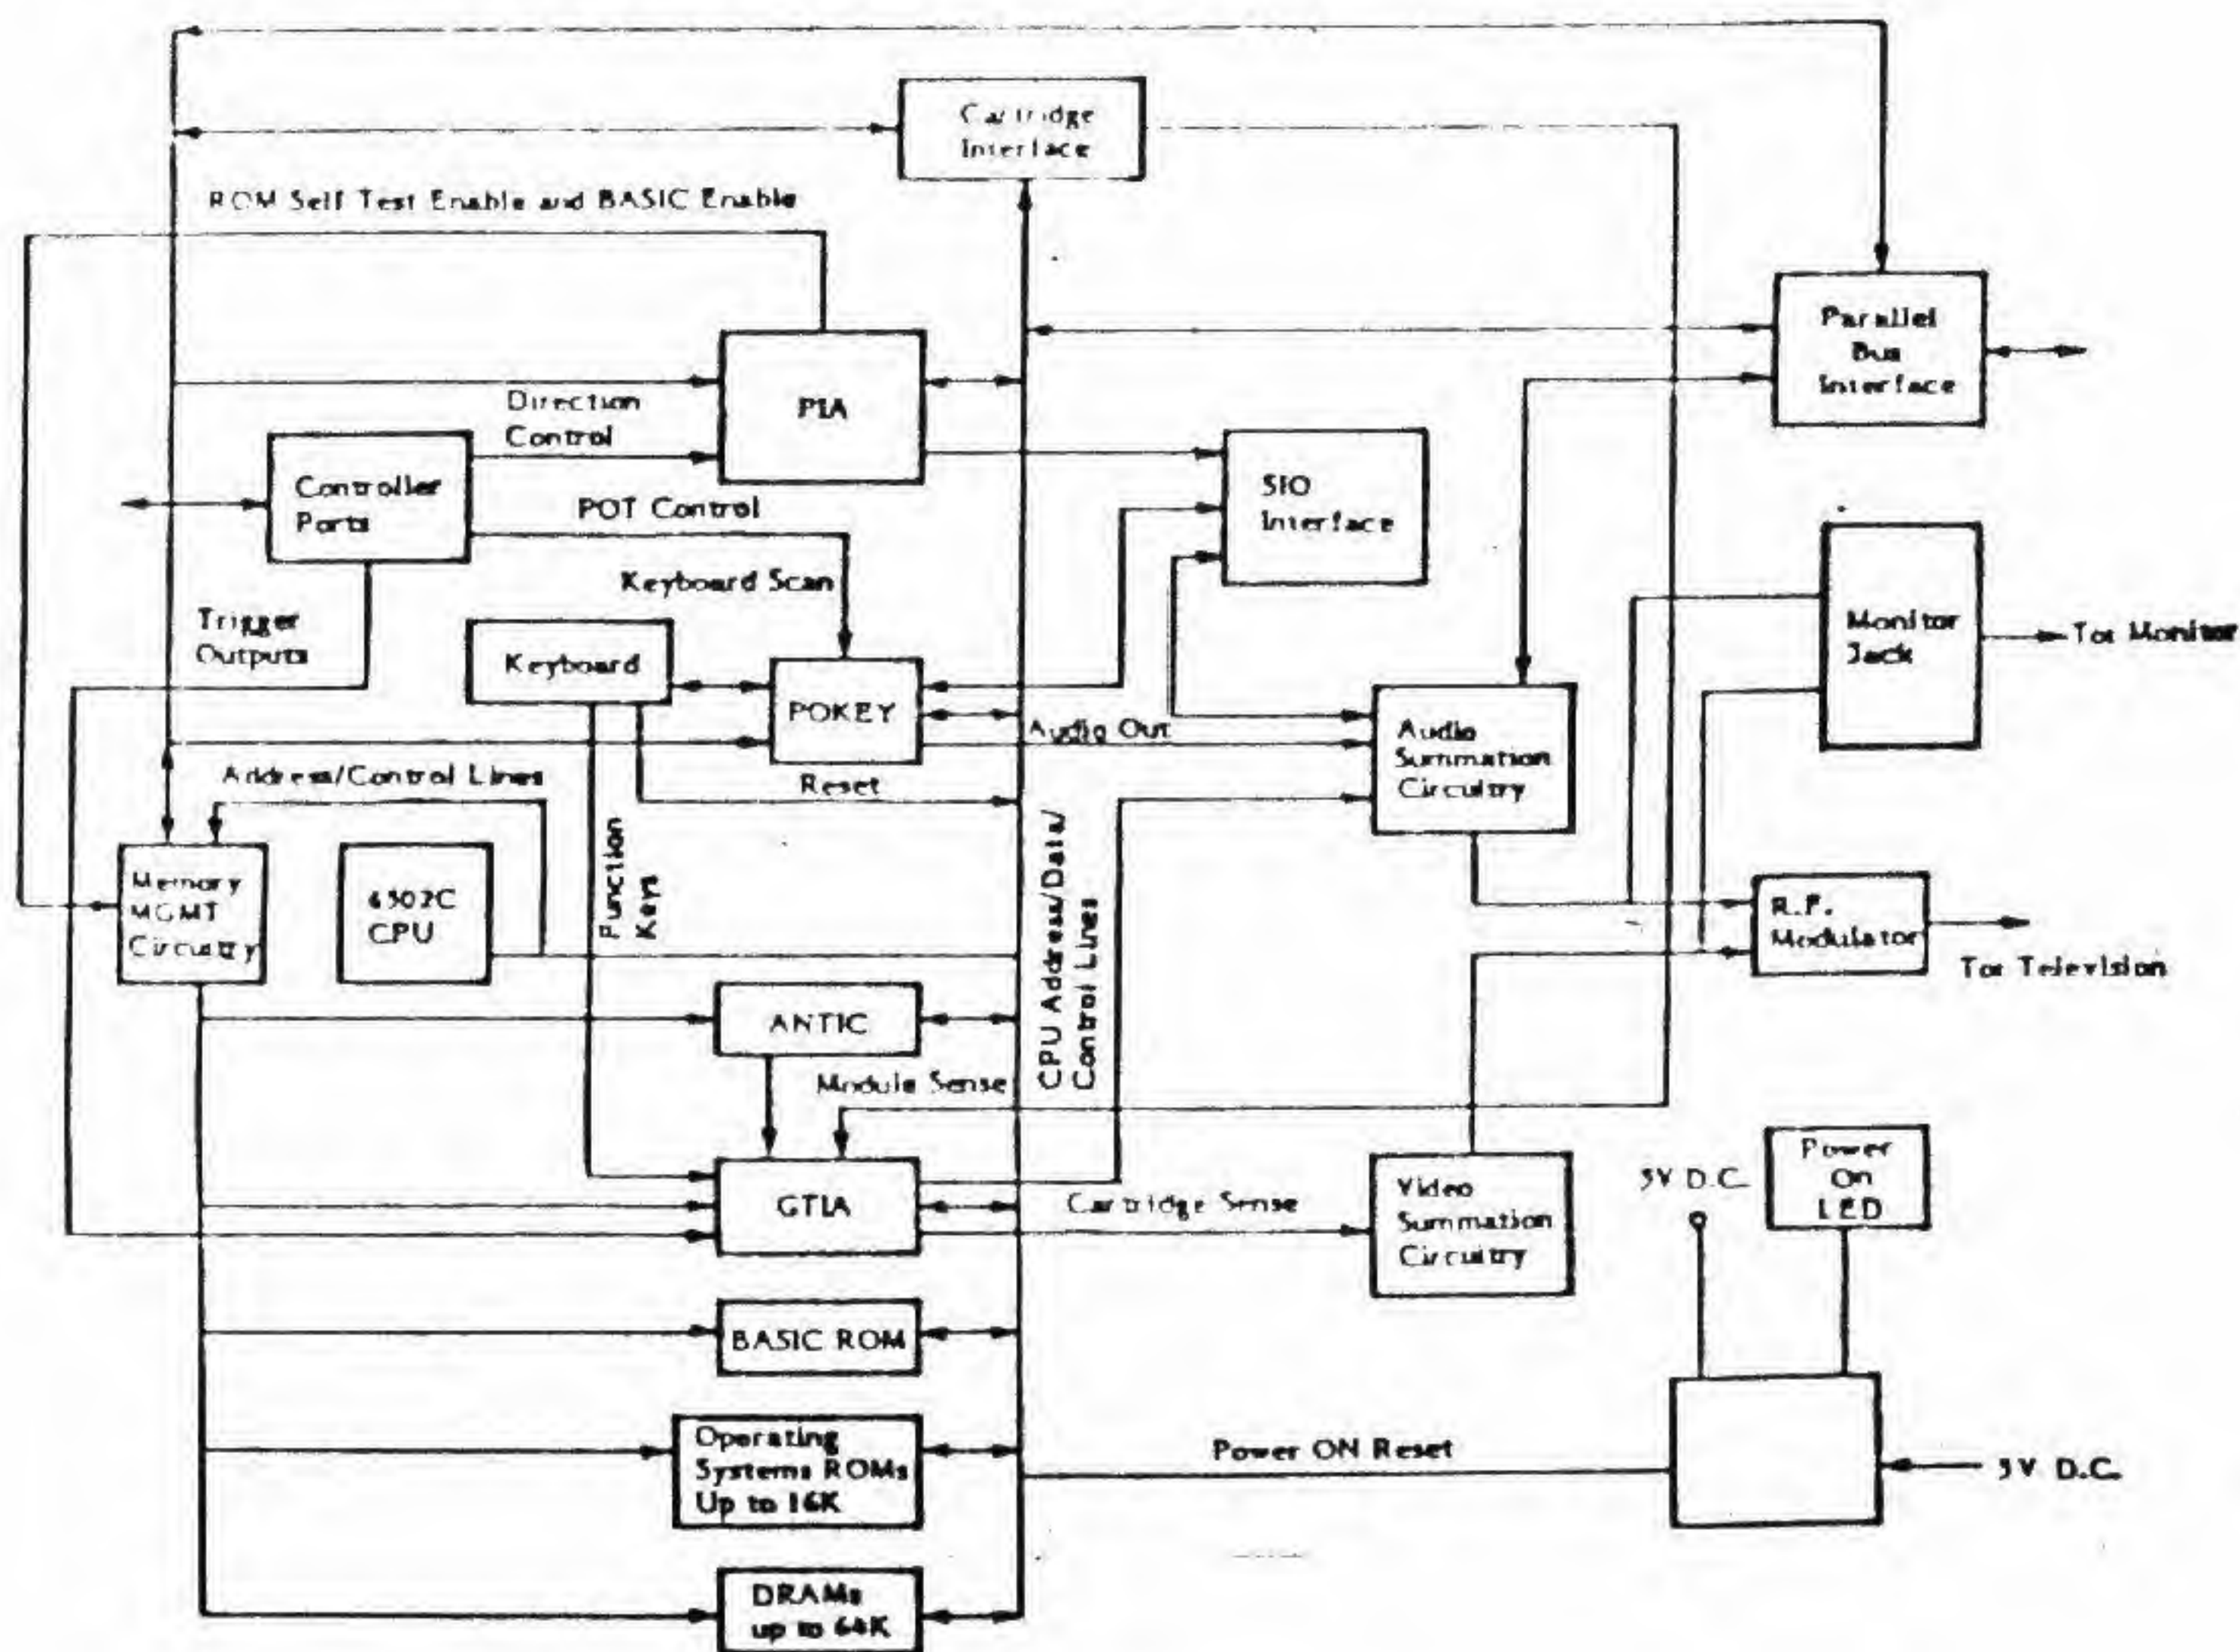 Cartridge
Interface
ROM Self Test Enable and BASIC Enable
Parallel
Bus
Interface
PIA
Direction
Control
Controller
Ports
POT Control
SIO
Interface
Keyboard Scan
Trigger
Outputs
Keyboard
POKEY
Monitor
Jack
To: Monitor
Audio Out
Audio
Summation
Circuitry
Address/Control Lines
Reset
Function
Keys
CPU Address/Data/
Control Lines
Memory
MGMT
Circuitry
6502C
CPU
R.F.
Modulator
To: Television
ANTIC
Module Sense
GTIA
Cartridge Sense
Video
Summation
Circuitry
5V D.C.
Power
On
LED
BASIC ROM
Operating
Systems ROMs
Up to 16K
Power ON Reset
5V D.C.
DRAMs
up to 64K